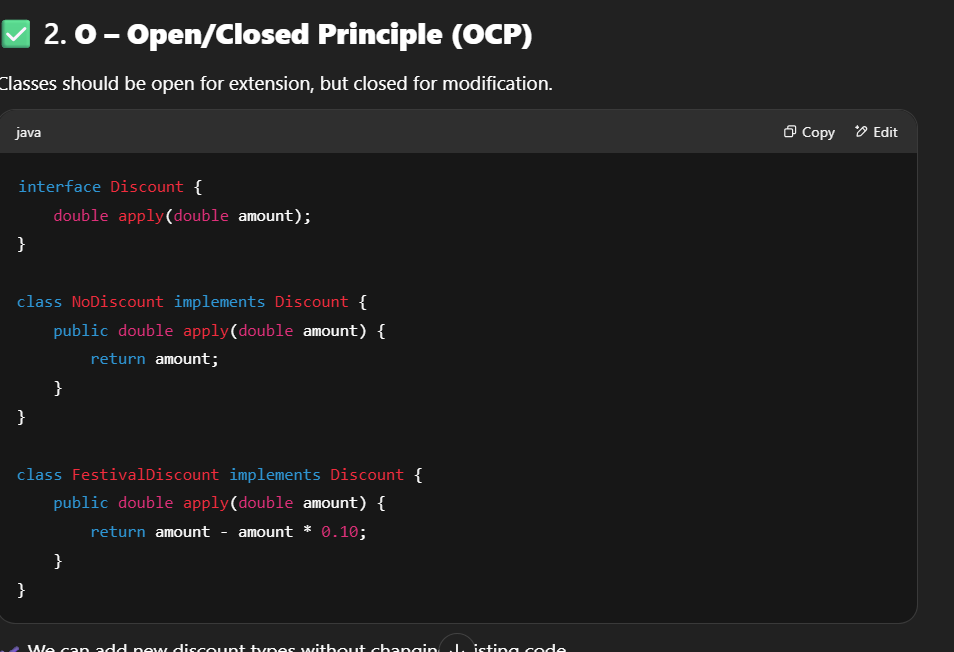 ✅ 2. O – Open/Closed Principle (OCP)
Classes should be open for extension, but closed for modification.
java Copy Edit
interface Discount {
    double apply(double amount);
}
class NoDiscount implements Discount {
    public double apply(double amount) {
        return amount;
    }
}
class FestivalDiscount implements Discount {
    public double apply(double amount) {
        return amount - amount * 0.10;
    }
}
We can add new discount types without changin isting code